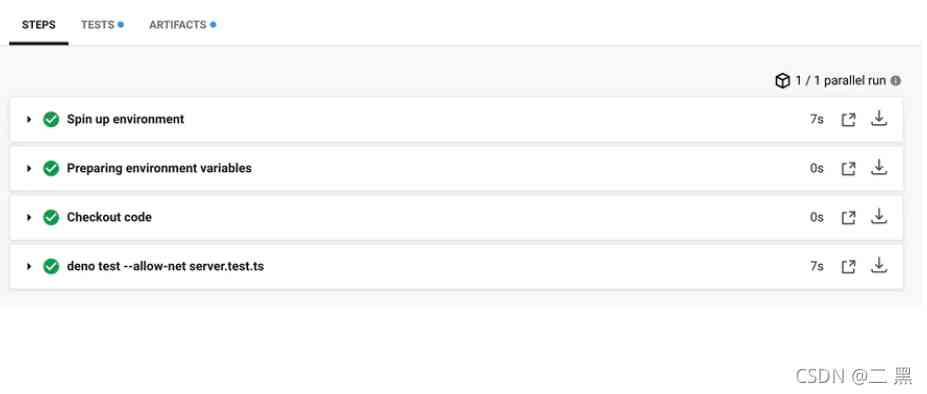 STEPS TESTS ARTIFACTS
1 / 1 parallel run
Spin up environment 7s
Preparing environment variables 0s
Checkout code 0s
deno test --allow-net server.test.ts 7s
CSDN @二 黑